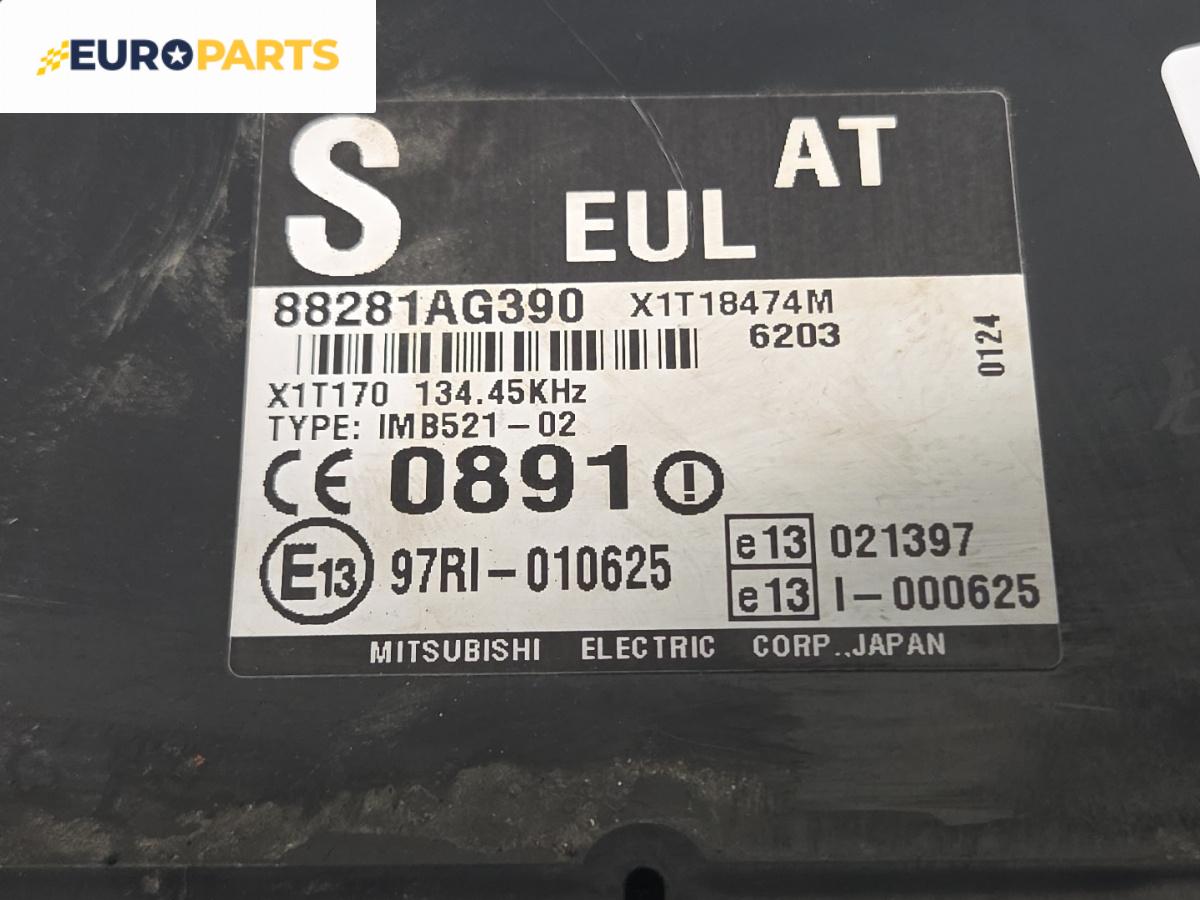 EUROPARTS
S
AT
EUL
88281AG390 X1T18474M
6203
0124
X1T170 134.45KHz
TYPE: IMB521-02
CE 0891
E13 97RI-010625
e13 021397
e13 I-000625
MITSUBISHI ELECTRIC CORP.,JAPAN